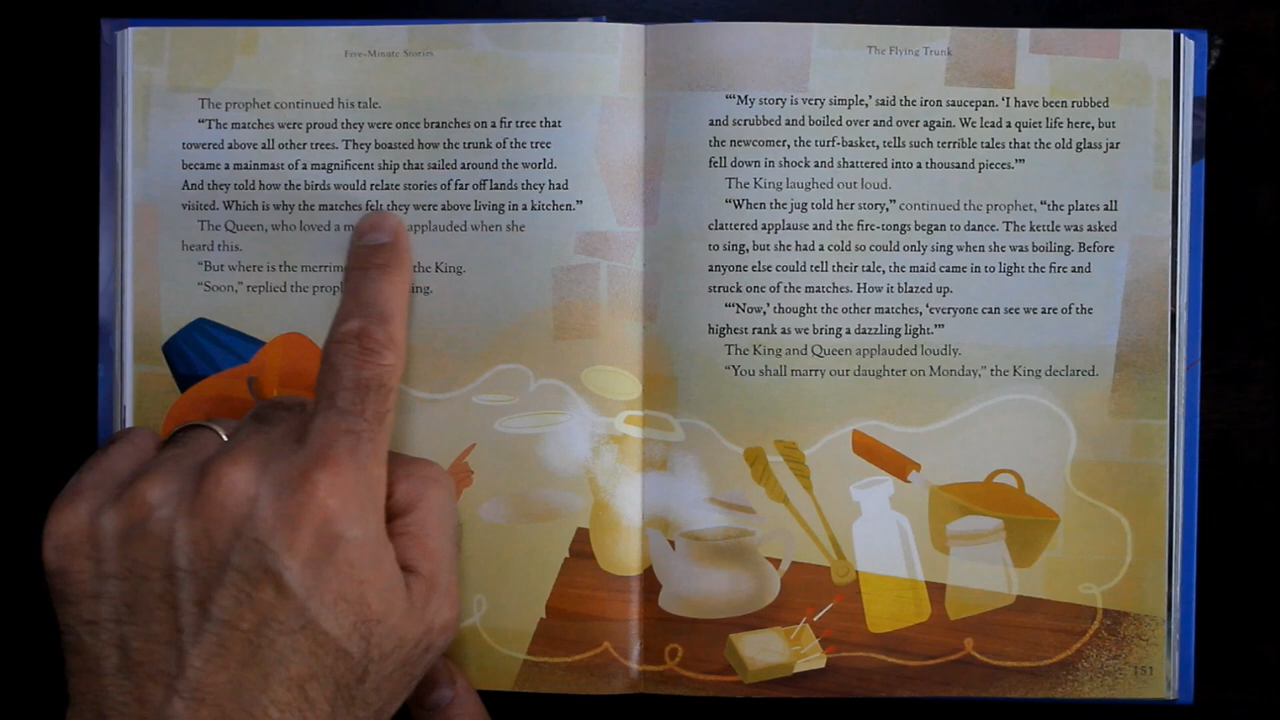 Five-Minute Stories
The prophet continued his tale.
“The matches were proud they were once branches on a fir tree that
towered above all other trees. They boasted how the trunk of the tree
became a mainmast of a magnificent ship that sailed around the world.
And they told how the birds would relate stories of far off lands they had
visited. Which is why the matches felt they were above living in a kitchen.”
The Queen, who loved a applauded when she
heard this.
“But where is the the King.
“Soon,” replied the
The Flying Trunk
“‘My story is very simple,’ said the iron saucepan. ‘I have been rubbed
and scrubbed and boiled over and over again. We lead a quiet life here, but
the newcomer, the turf-basket, tells such terrible tales that the old glass jar
fell down in shock and shattered into a thousand pieces.’”
The King laughed out loud.
“When the jug told her story,” continued the prophet, “the plates all
clattered applause and the fire-tongs began to dance. The kettle was asked
to sing, but she had a cold so could only sing when she was boiling. Before
anyone else could tell their tale, the maid came in to light the fire and
struck one of the matches. How it blazed up.
“‘Now,’ thought the other matches, ‘everyone can see we are of the
highest rank as we bring a dazzling light.’”
The King and Queen applauded loudly.
“You shall marry our daughter on Monday,” the King declared.
151